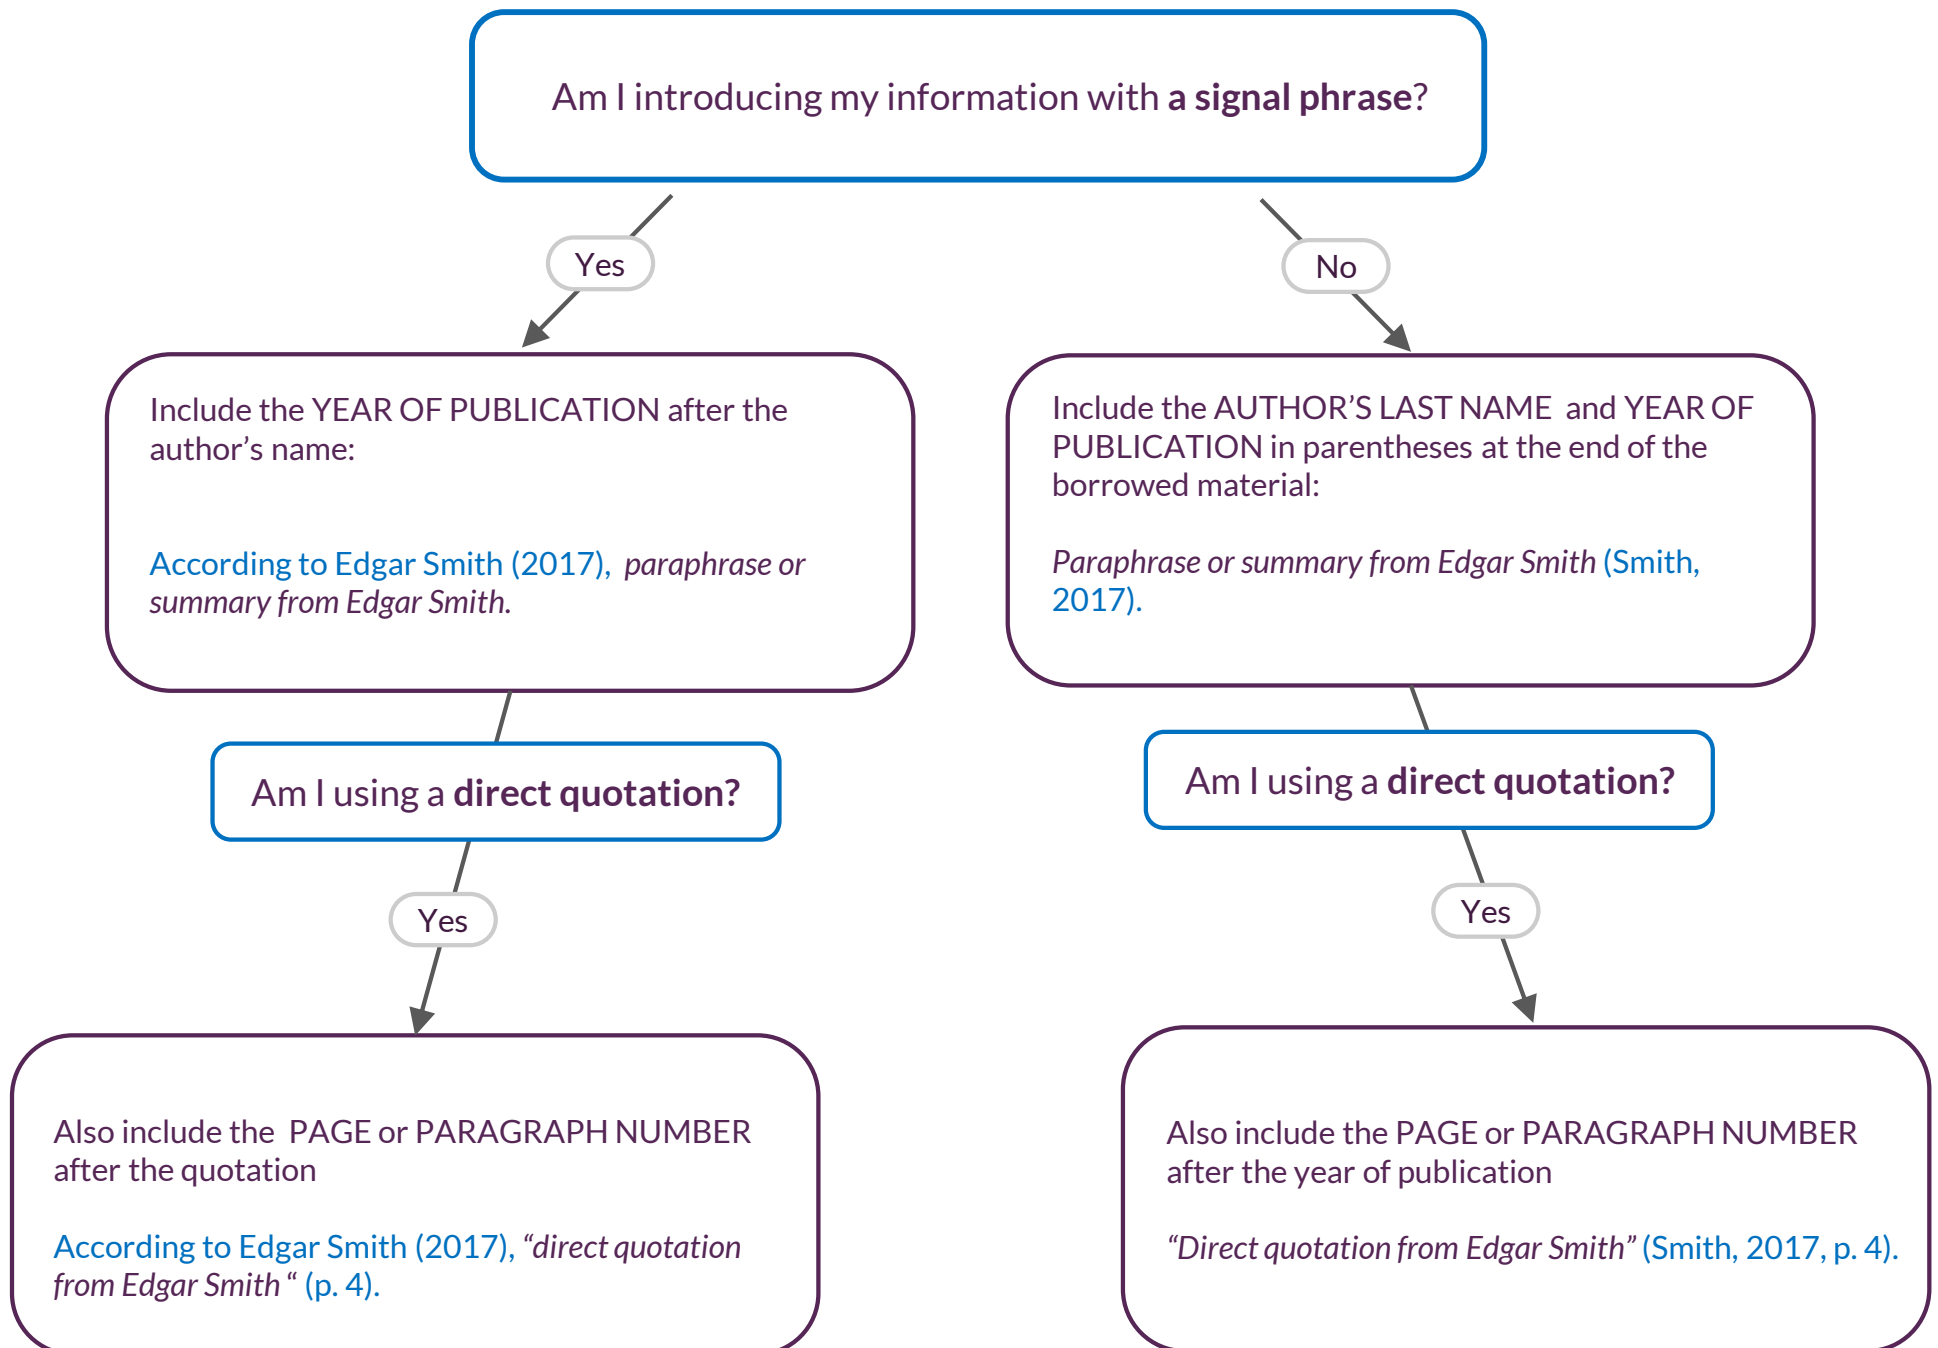 Am I introducing my information with a signal phrase?
Yes
No
Include the YEAR OF PUBLICATION after the
author’s name:
According to Edgar Smith (2017),  paraphrase or
summary from Edgar Smith.
Include the AUTHOR’S LAST NAME  and YEAR OF
PUBLICATION in parentheses at the end of the
borrowed material:
Paraphrase or summary from Edgar Smith (Smith,
2017).
Am I using a direct quotation?
Am I using a direct quotation?
Yes
Yes
Also include the  PAGE or PARAGRAPH NUMBER
after the quotation
According to Edgar Smith (2017), “direct quotation
from Edgar Smith “ (p. 4).
Also include the PAGE or PARAGRAPH NUMBER
after the year of publication
“Direct quotation from Edgar Smith” (Smith, 2017, p. 4).